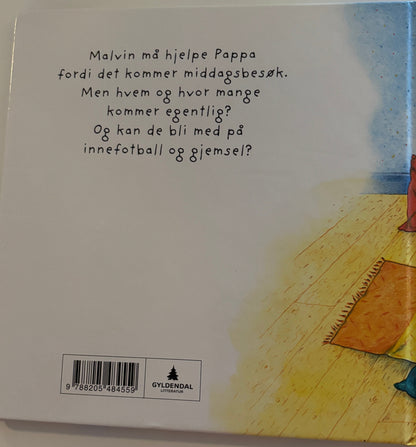 Malvin må hjelpe Pappa
fordi det kommer middagsbesøk.
Men hvem og hvor mange
kommer egentlig?
Og kan de bli med på
innefotball og gjemsel?
9 788205 484559
GYLDENDAL
LITTERATUR